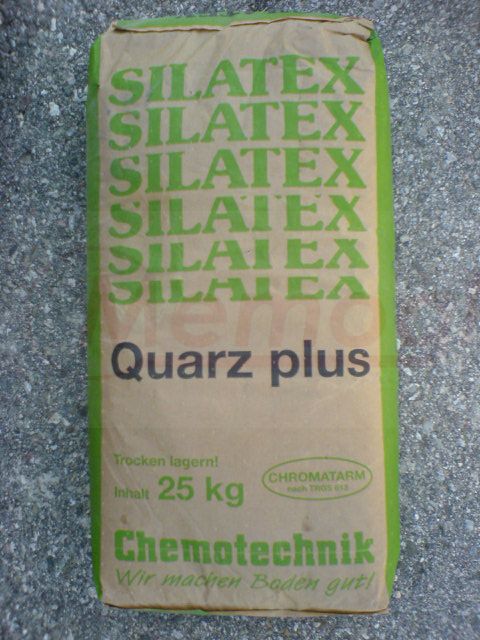 SILATEX
SILATEX
SILATEX
SILATEX
SILATEX
SILATEX
Memo
Quarz plus
Trocken lagern!
Inhalt 25 kg
CHROMATARM
nach TRGS 613
Chemotechnik
Wir machen Boden gut!